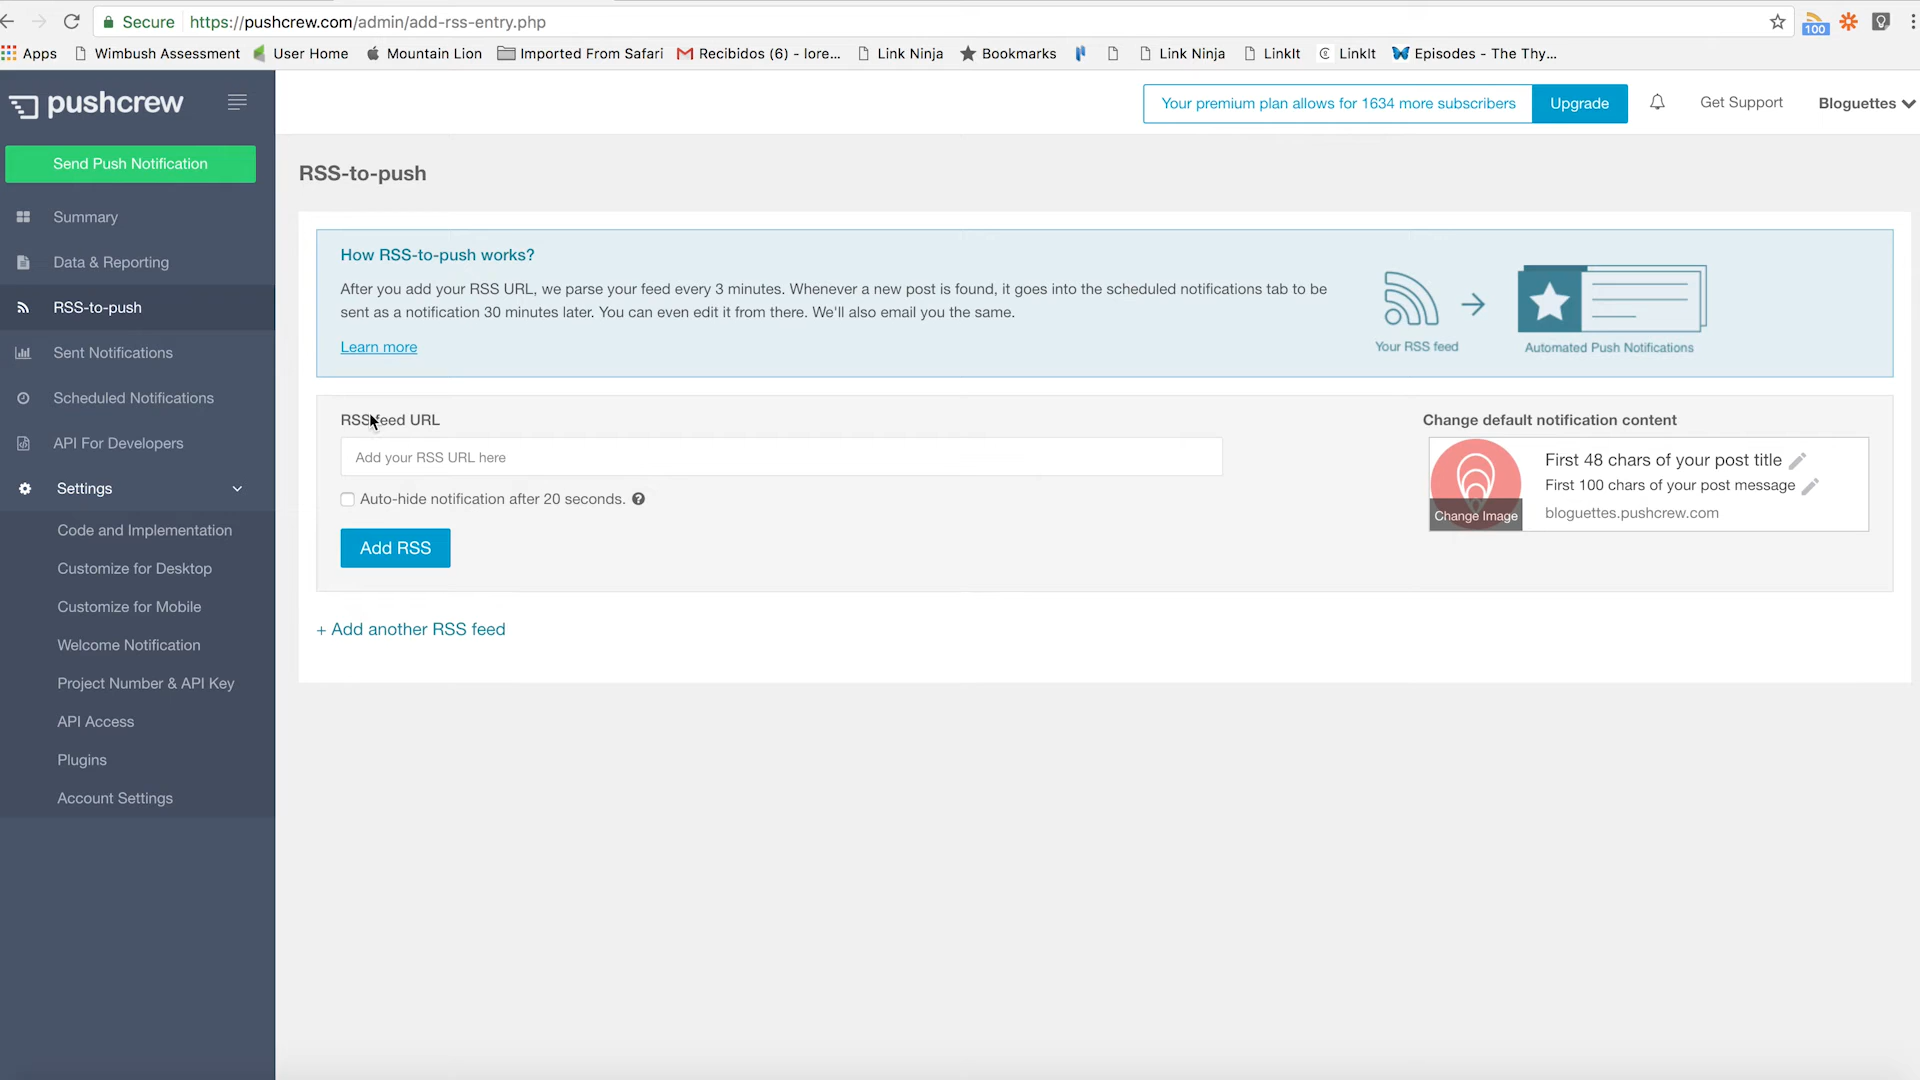 Secure https://pushcrew.com/admin/add-rss-entry.php
100
Apps Wimbush Assessment User Home Mountain Lion Imported From Safari Recibidos (6) - lore... Link Ninja Bookmarks Link Ninja LinkIt LinkIt Episodes - The Thy...
pushcrew
Your premium plan allows for 1634 more subscribers Upgrade Get Support Bloguettes
Send Push Notification
Summary
Data & Reporting
RSS-to-push
Sent Notifications
Scheduled Notifications
API For Developers
Settings
Code and Implementation
Customize for Desktop
Customize for Mobile
Welcome Notification
Project Number & API Key
API Access
Plugins
Account Settings
RSS-to-push
How RSS-to-push works?
After you add your RSS URL, we parse your feed every 3 minutes. Whenever a new post is found, it goes into the scheduled notifications tab to be
sent as a notification 30 minutes later. You can even edit it from there. We'll also email you the same.
Learn more
Your RSS feed
Automated Push Notifications
RSS feed URL
Add your RSS URL here
Auto-hide notification after 20 seconds.
Add RSS
Change default notification content
First 48 chars of your post title
First 100 chars of your post message
bloguettes.pushcrew.com
Change Image
+ Add another RSS feed